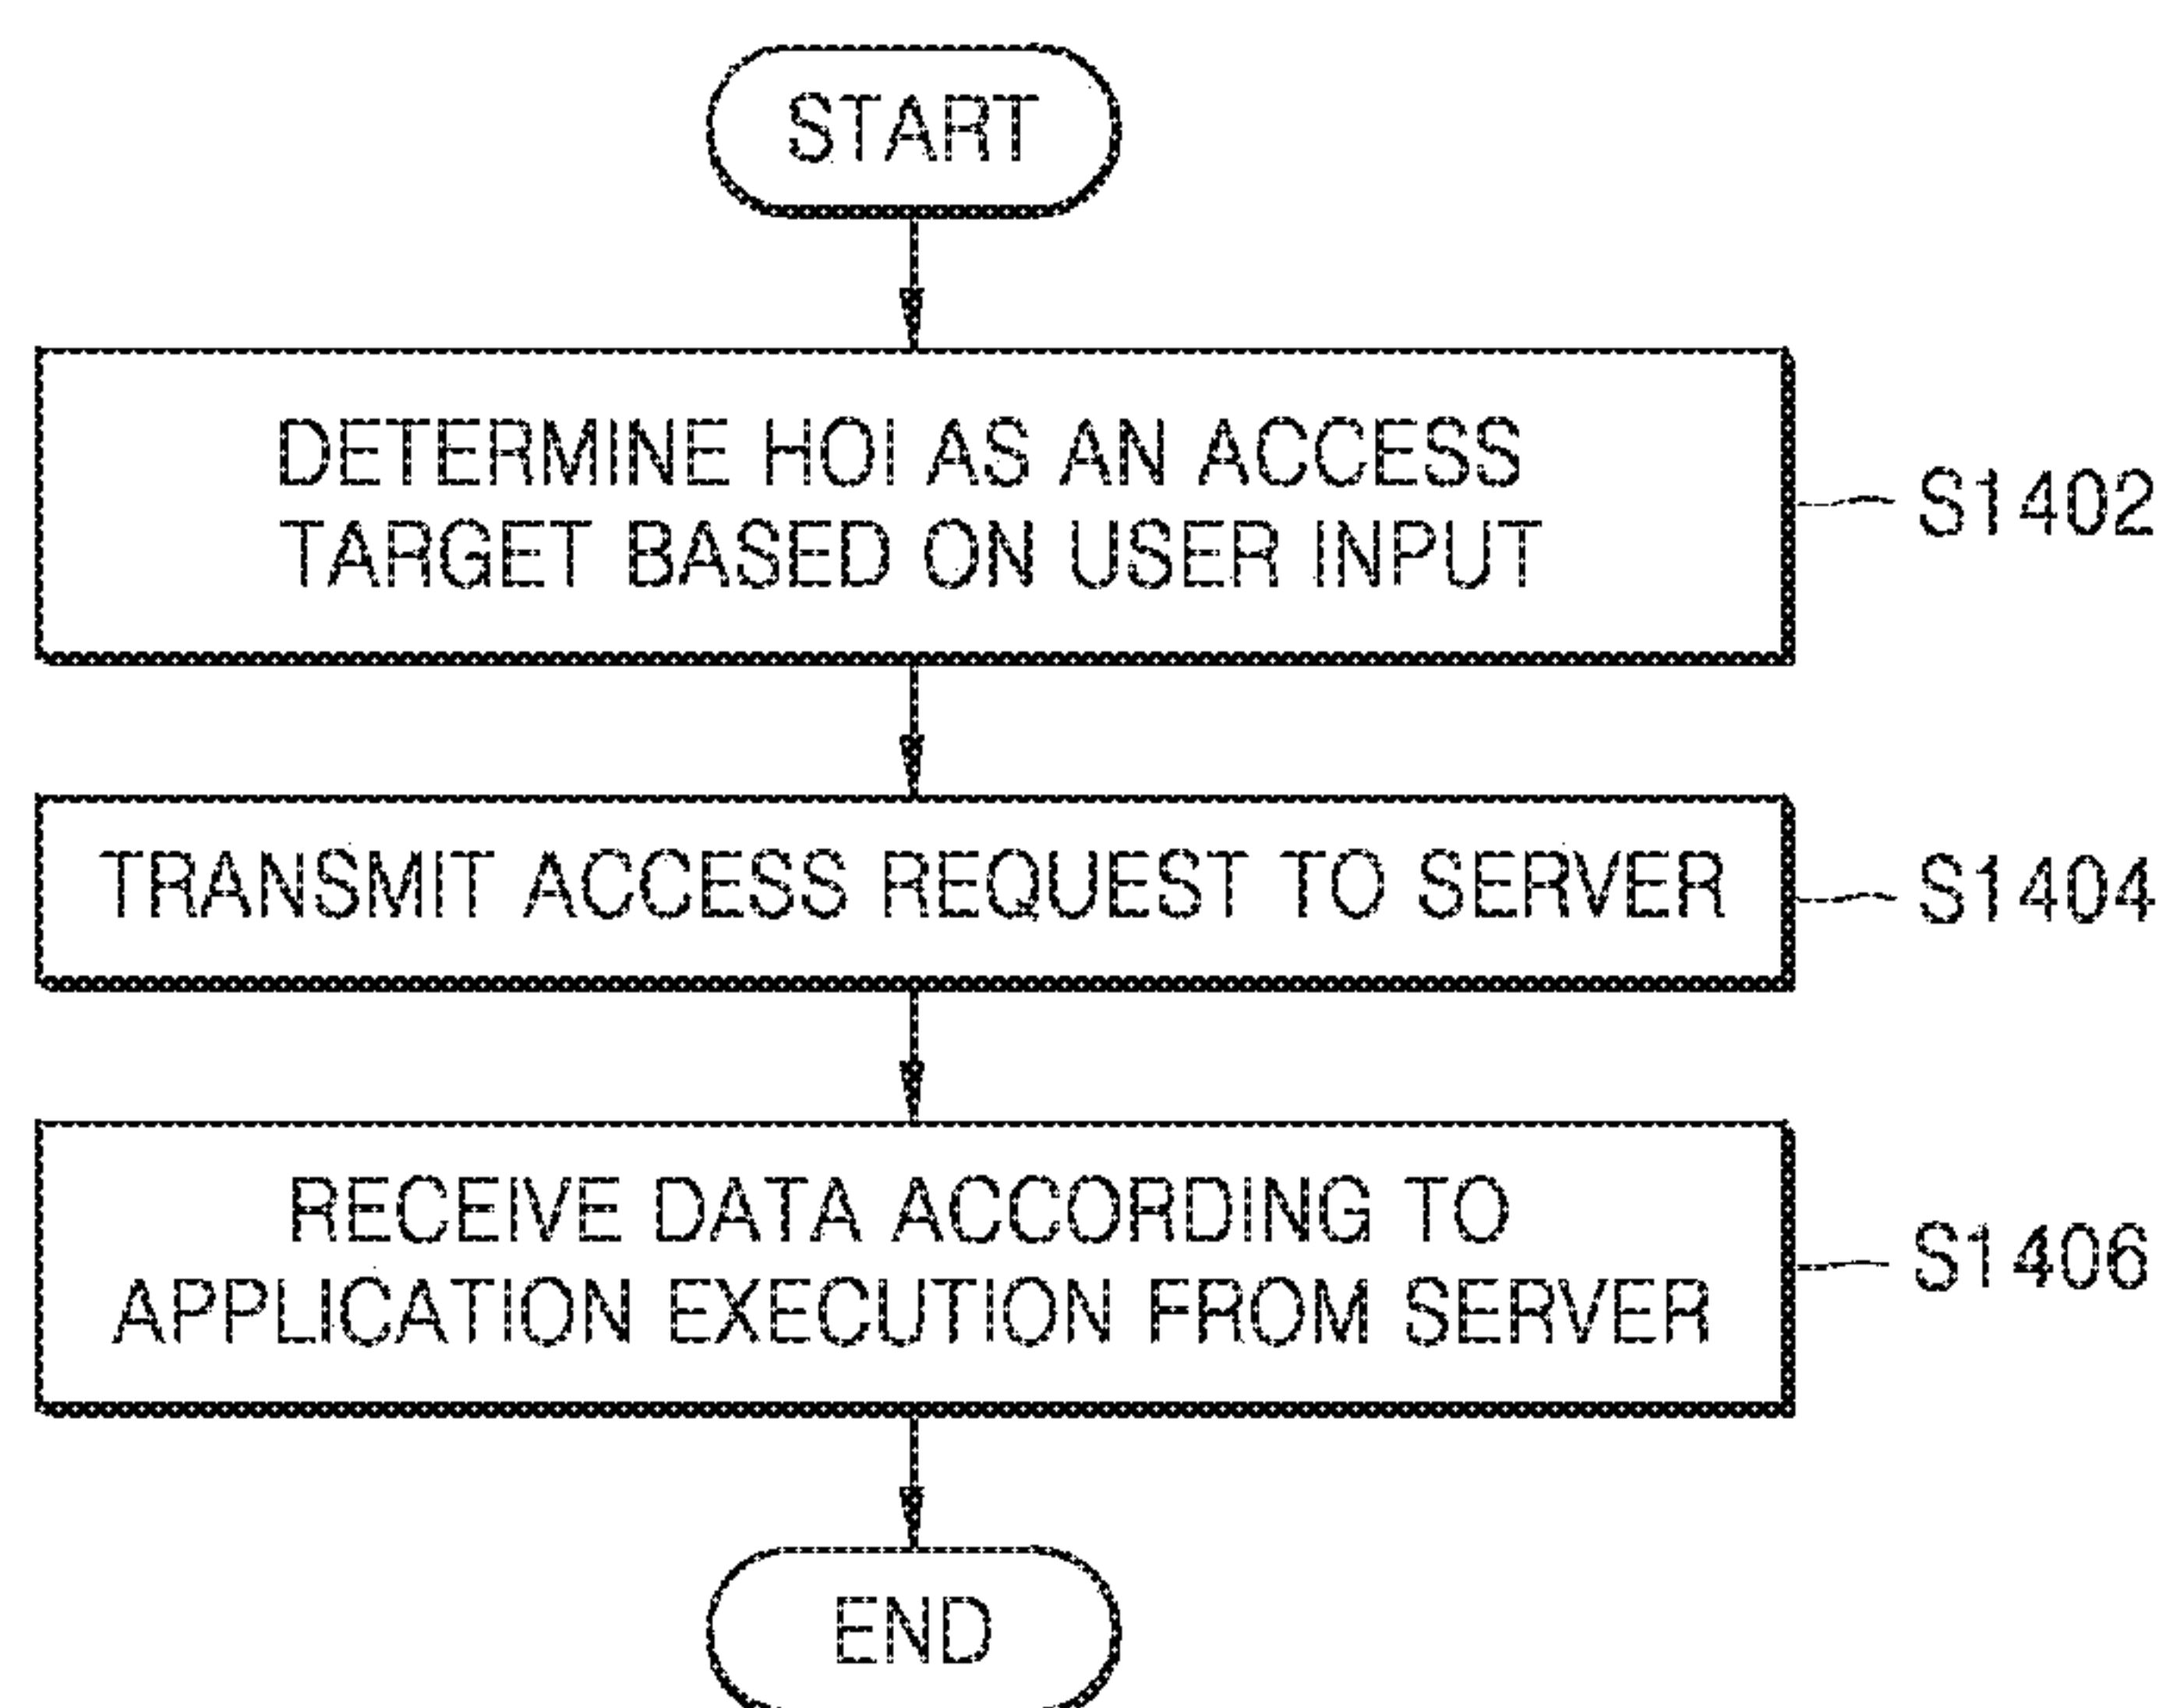 START
DETERMINE HOI AS AN ACCESS
TARGET BASED ON USER INPUT
S1402
TRANSMIT ACCESS REQUEST TO SERVER
S1404
RECEIVE DATA ACCORDING TO
APPLICATION EXECUTION FROM SERVER
S1406
END